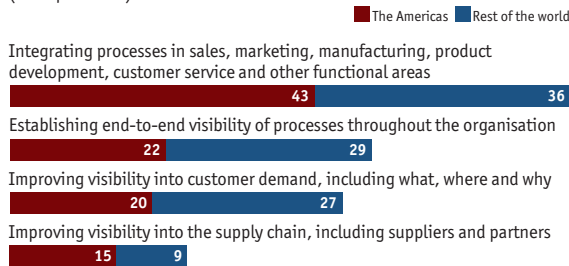 The Americas Rest of the world
Integrating processes in sales, marketing, manufacturing, product
development, customer service and other functional areas
43 36
Establishing end-to-end visibility of processes throughout the organisation
22 29
Improving visibility into customer demand, including what, where and why
20 27
Improving visibility into the supply chain, including suppliers and partners
15 9